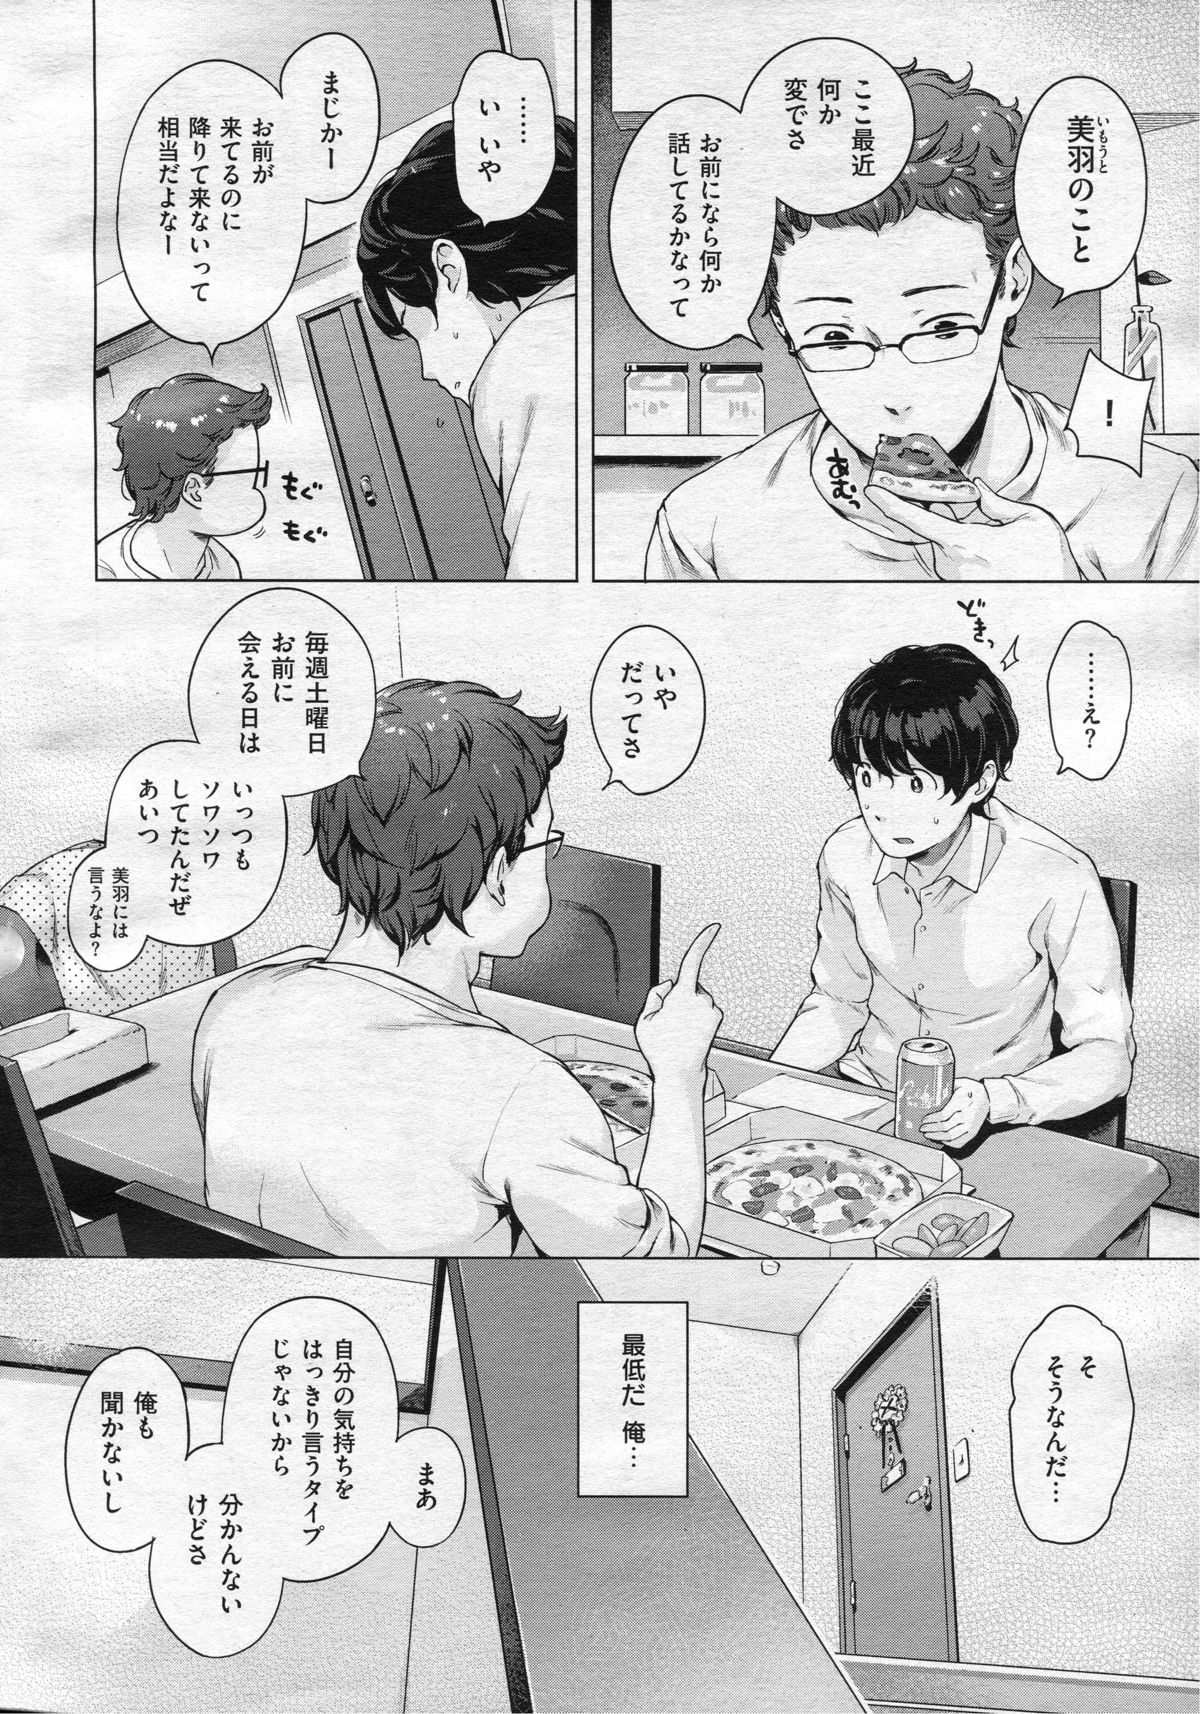 美羽のこと
いもうと
！
ここ最近
何か
変でさ
お前になら何か
話してるかなって
あむっ
……
い いや
まじかー
お前が
来てるのに
降りて来ないって
相当だよなー
もぐ
もぐ
……え？
どきっ
いや
だってさ
毎週土曜日
お前に
会える日は
いっつも
ソワソワ
してたんだぜ
あいつ
美羽には
言うなよ？
そ
そうなんだ…
最低だ 俺…
まあ
自分の気持ちを
はっきり言うタイプ
じゃないから
分かんない
けどさ
俺も
聞かないし